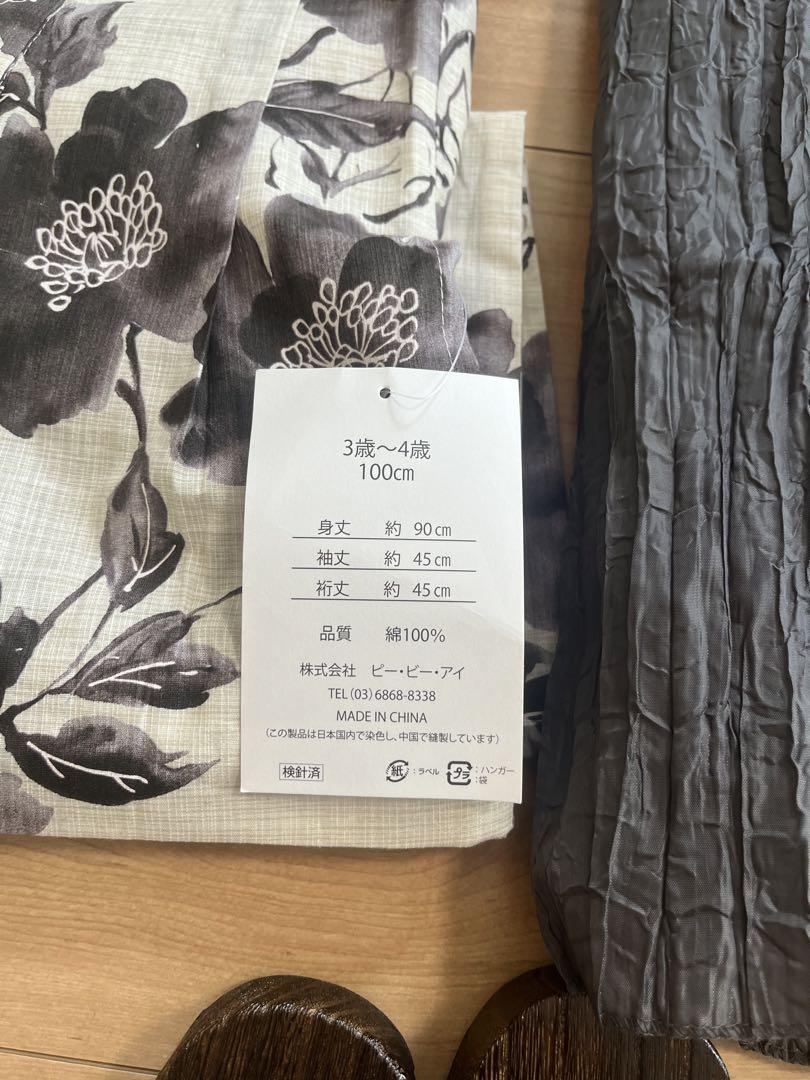 3歳～4歳
100cm
身丈 約 90cm
袖丈 約 45cm
裄丈 約 45cm
品質 綿100%
株式会社 ピー・ビー・アイ
TEL (03) 6868-8338
MADE IN CHINA
(この製品は日本国内で染色し、中国で縫製しています)
検針済 紙 :ラベル プラ :ハンガー
:袋